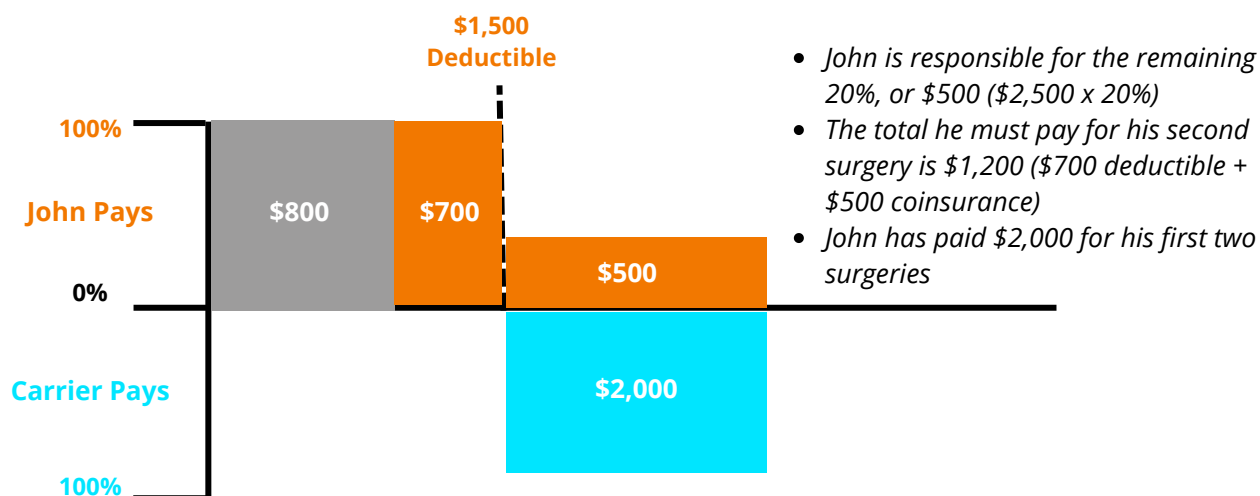 $1,500
Deductible
100%
John Pays
$800
$700
$500
0%
Carrier Pays
$2,000
100%
• John is responsible for the remaining
20%, or $500 ($2,500 x 20%)
• The total he must pay for his second
surgery is $1,200 ($700 deductible +
$500 coinsurance)
• John has paid $2,000 for his first two
surgeries